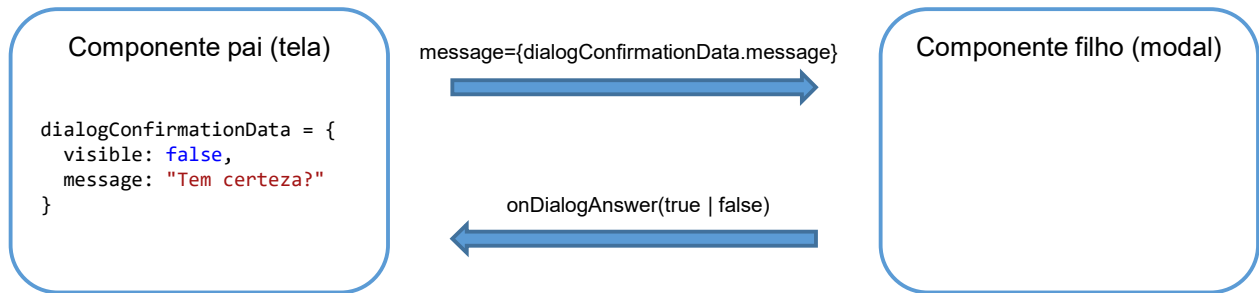 Componente pai (tela)
dialogConfirmationData = {
  visible: false,
  message: "Tem certeza?"
}
message={dialogConfirmationData.message}
onDialogAnswer(true | false)
Componente filho (modal)